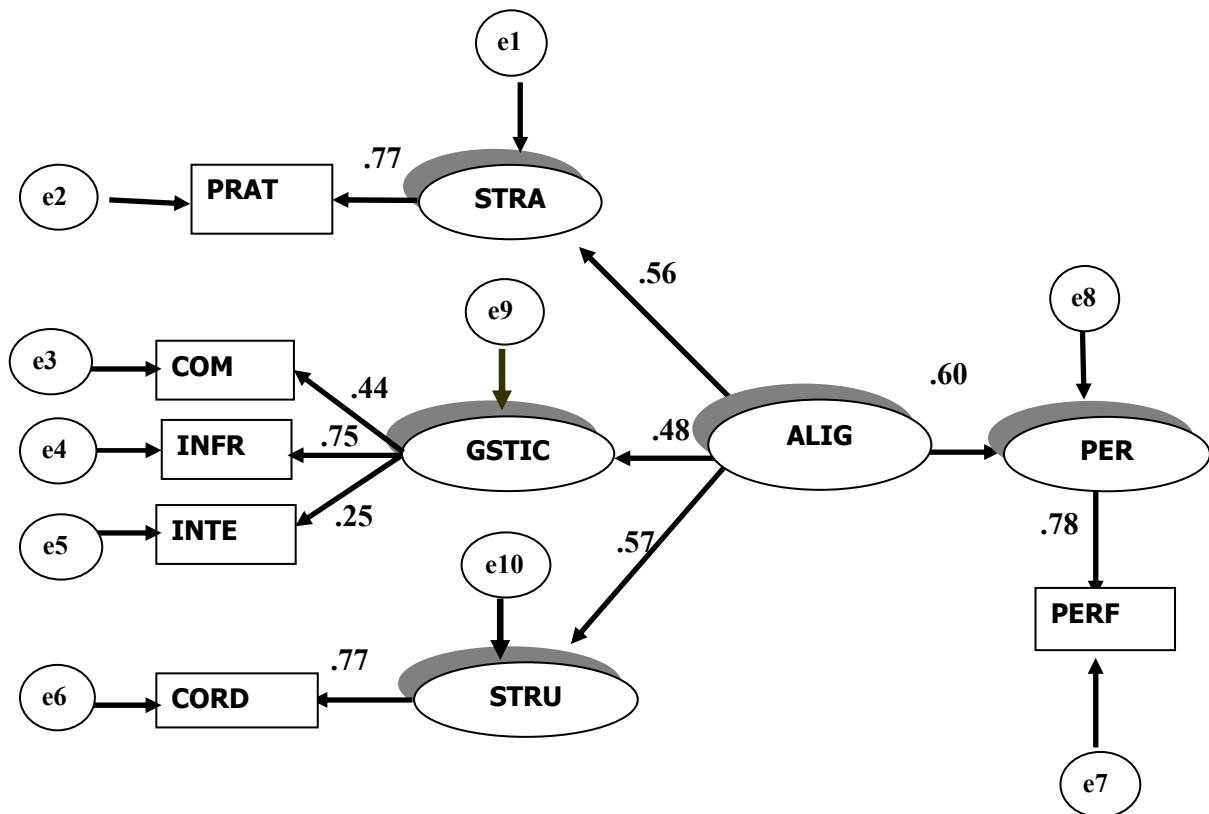 e1
.77
e2
PRAT
STRA
.56
e9
e8
e3
COM
.44
.60
e4
INFR
.75
GSTIC
.48
ALIG
PER
.25
e5
INTE
.57
.78
e10
PERF
.77
e6
CORD
STRU
e7